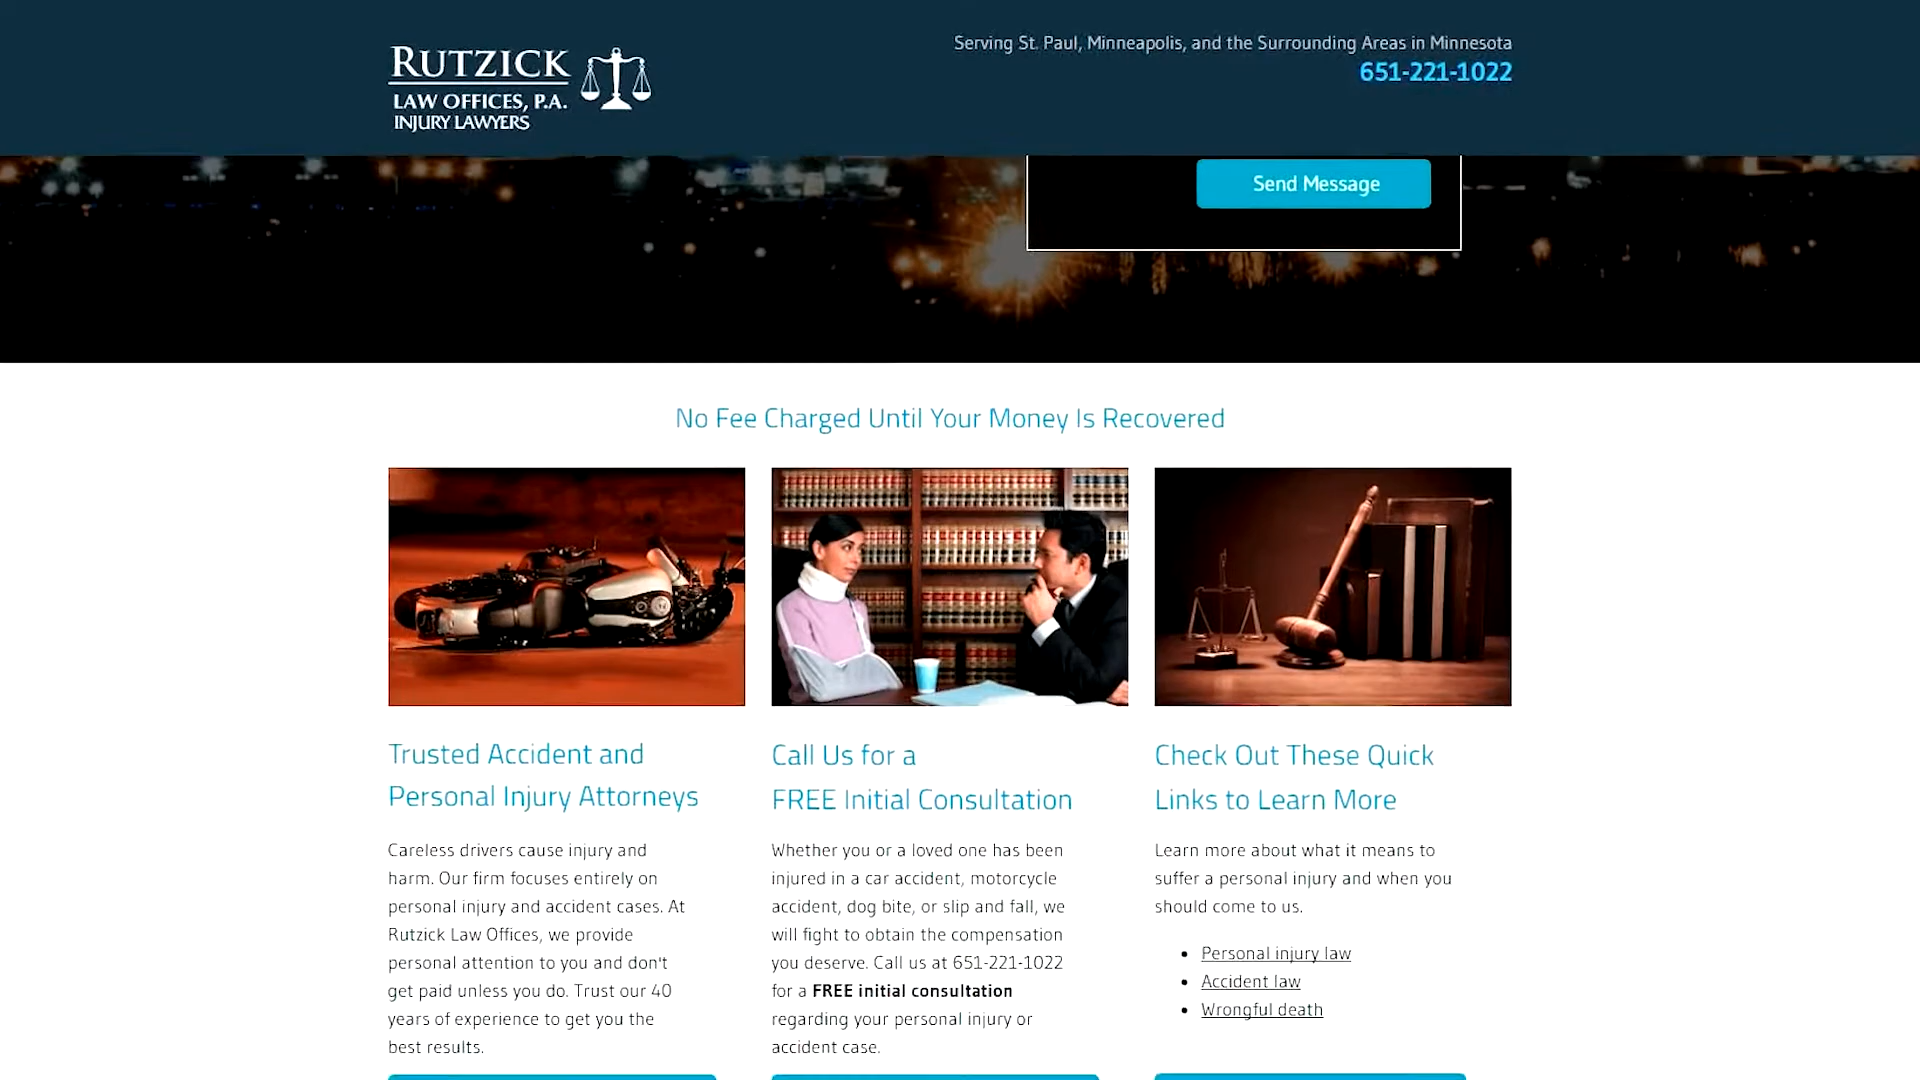 RUTZICK
LAW OFFICES, P.A.
INJURY LAWYERS
Serving St. Paul, Minneapolis, and the Surrounding Areas in Minnesota
651-221-1022
Send Message
No Fee Charged Until Your Money Is Recovered
Trusted Accident and
Personal Injury Attorneys
Careless drivers cause injury and
harm. Our firm focuses entirely on
personal injury and accident cases. At
Rutzick Law Offices, we provide
personal attention to you and don't
get paid unless you do. Trust our 40
years of experience to get you the
best results.
Call Us for a
FREE Initial Consultation
Whether you or a loved one has been
injured in a car accident, motorcycle
accident, dog bite, or slip and fall, we
will fight to obtain the compensation
you deserve. Call us at 651-221-1022
for a FREE initial consultation
regarding your personal injury or
accident case.
Check Out These Quick
Links to Learn More
Learn more about what it means to
suffer a personal injury and when you
should come to us.
Personal injury law
Accident law
Wrongful death